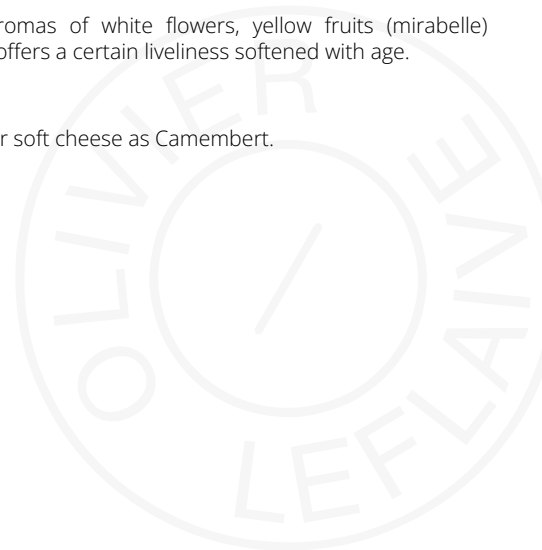 romas of white flowers, yellow fruits (mirabelle)
offers a certain liveliness softened with age.
r soft cheese as Camembert.
OLIVIER LEFLAIVE